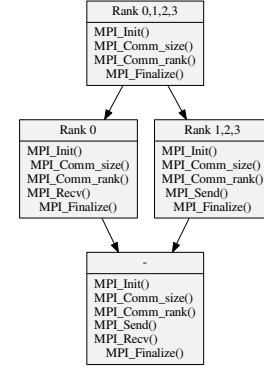 Rank 0,1,2,3
MPI_Init()
MPI_Comm_size()
MPI_Comm_rank()
MPI_Finalize()
Rank 0
MPI_Init()
MPI_Comm_size()
MPI_Comm_rank()
MPI_Recv()
MPI_Finalize()
Rank 1,2,3
MPI_Init()
MPI_Comm_size()
MPI_Comm_rank()
MPI_Send()
MPI_Finalize()
-
MPI_Init()
MPI_Comm_size()
MPI_Comm_rank()
MPI_Send()
MPI_Recv()
MPI_Finalize()